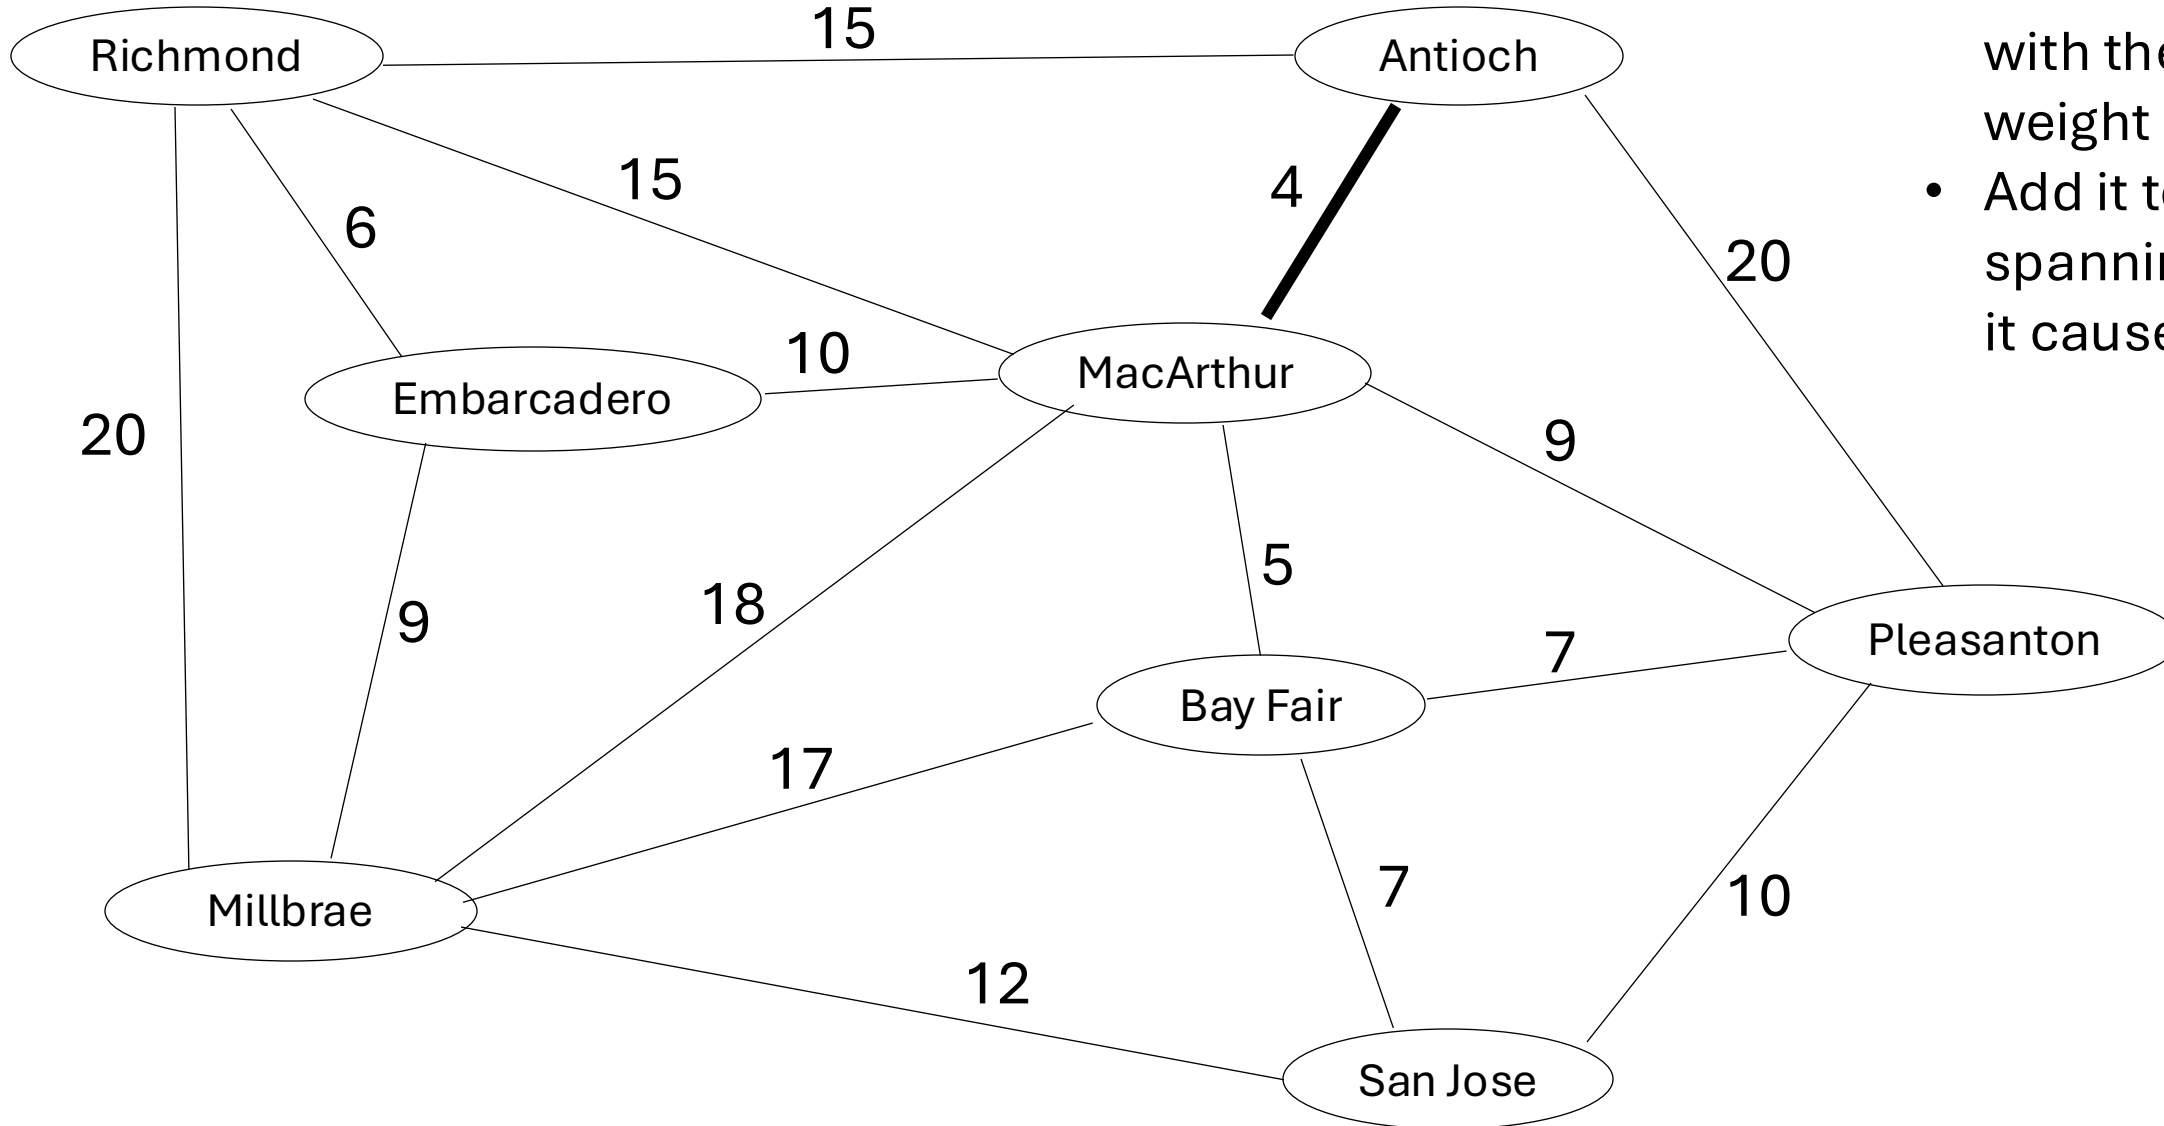 15
Richmond
Antioch
with the
weight
15
4
• Add it to
6
20
spannin
it cause
10
MacArthur
Embarcadero
20
9
5
18
9
7
Pleasanton
Bay Fair
17
7
10
Millbrae
12
San Jose